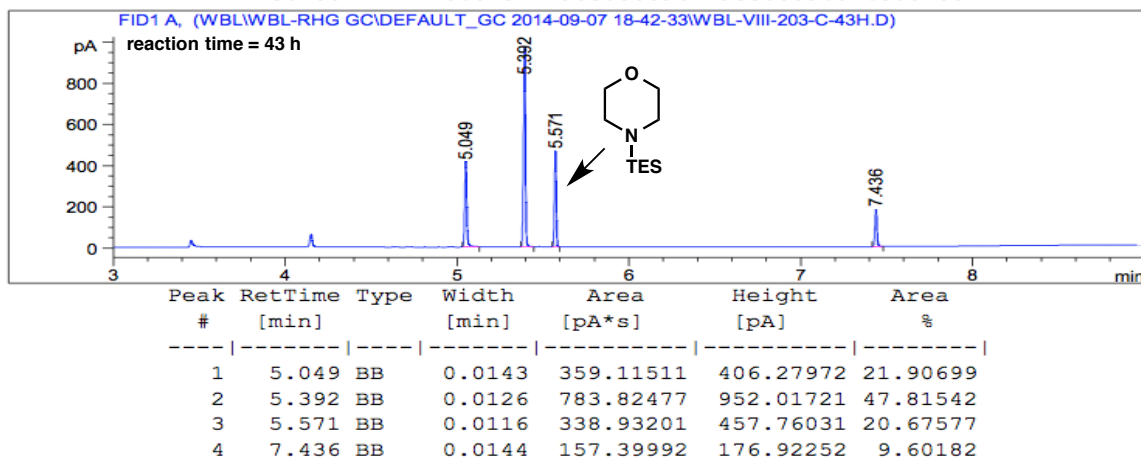 FID1 A, (WBL\WBL-RHG GC\DEFAULT_GC 2014-09-07 18-42-33\WBL-VIII-203-C-43H.D)
pA
reaction time = 43 h
800
600
400
200
0
5.049
5.392
5.571
7.436
O
N
TES
3 4 5 6 7 8 min
Peak RetTime Type Width Area Height Area
# [min] [min] [pA*s] [pA] %
----|-------|----|-------|----------|----------|--------|
1 5.049 BB 0.0143 359.11511 406.27972 21.90699
2 5.392 BB 0.0126 783.82477 952.01721 47.81542
3 5.571 BB 0.0116 338.93201 457.76031 20.67577
4 7.436 BB 0.0144 157.39992 176.92252 9.60182